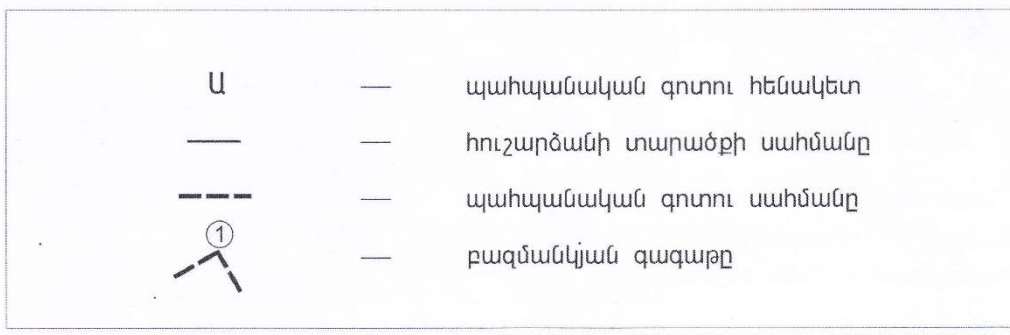 Ա — պահպանական գոտու հենակետ
— հուշարձանի տարածքի սահմանը
— պահպանական գոտու սահմանը
1 — բազմանկյան գագաթը